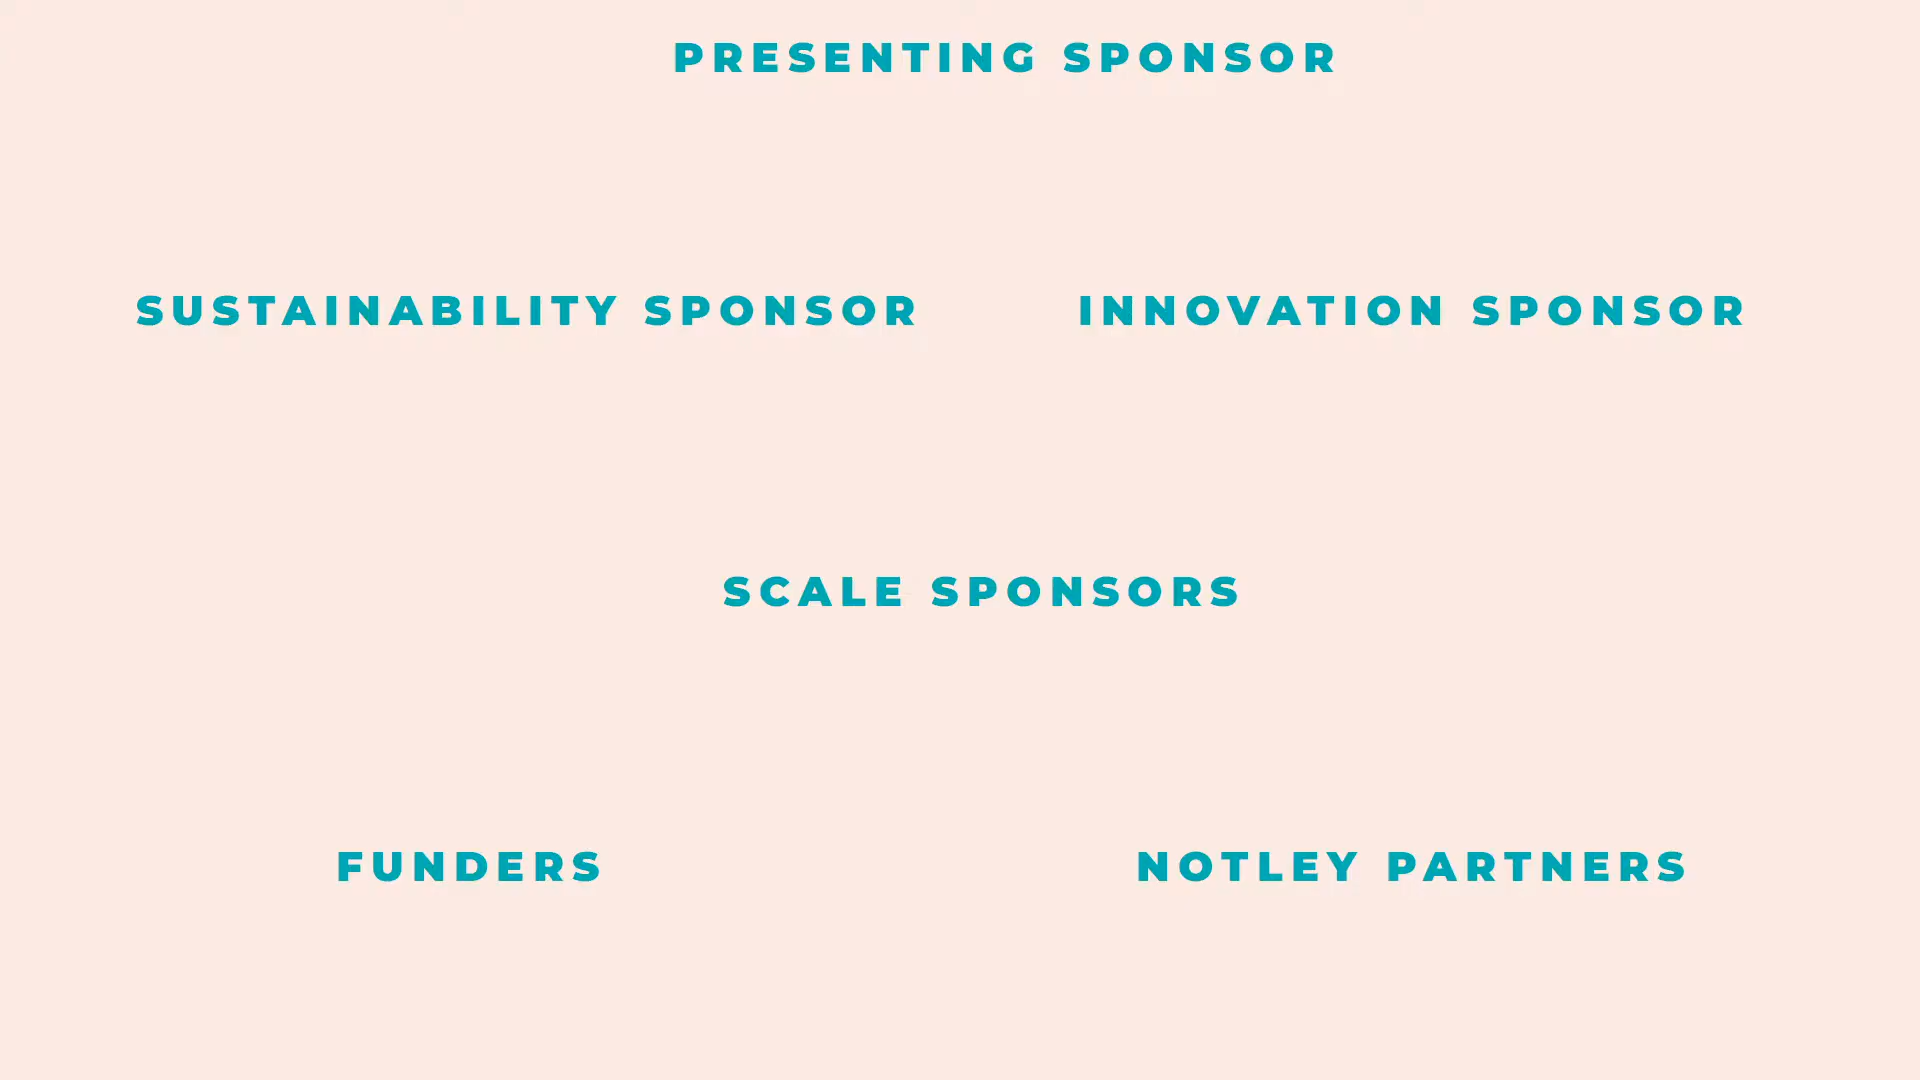 PRESENTING SPONSOR
SUSTAINABILITY SPONSOR
INNOVATION SPONSOR
SCALE SPONSORS
FUNDERS
NOTLEY PARTNERS